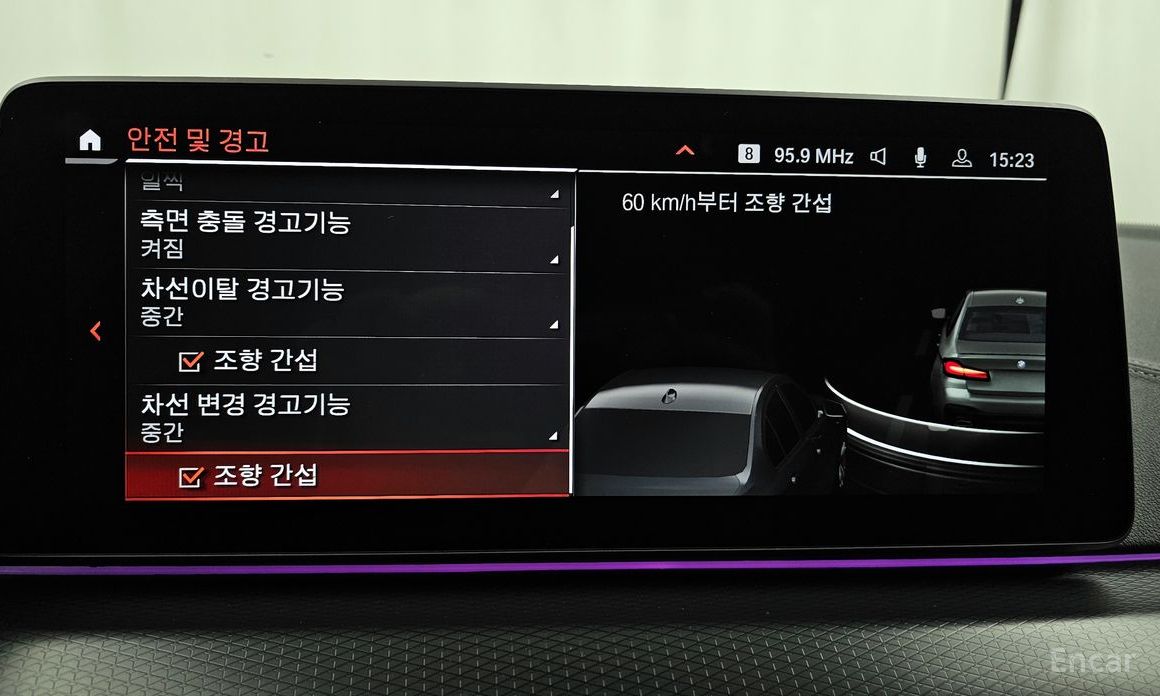 안전 및 경고
8 95.9 MHz 15:23
일찍
측면 충돌 경고기능
켜짐
차선이탈 경고기능
중간
조향 간섭
차선 변경 경고기능
중간
조향 간섭
60 km/h부터 조향 간섭
Encar